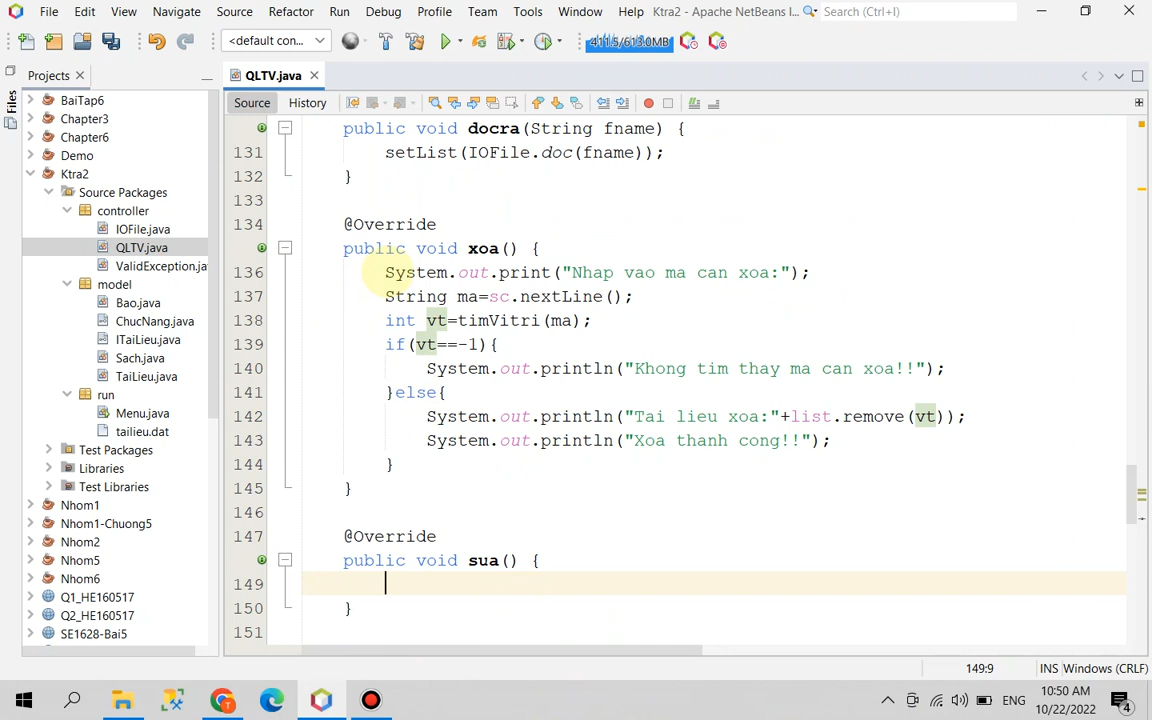 File Edit View Navigate Source Refactor Run Debug Profile Team Tools Window Help Ktra2 - Apache NetBeans I... Search (Ctrl+I)
<default con...
Projects
QLTV.java
Files
Source History
BaiTap6
Chapter3
Chapter6
Demo
Ktra2
Source Packages
controller
IOFile.java
QLTV.java
ValidException.ja
model
Bao.java
ChucNang.java
ITaiLieu.java
Sach.java
TaiLieu.java
run
Menu.java
tailieu.dat
Test Packages
Libraries
Test Libraries
Nhom1
Nhom1-Chuong5
Nhom2
Nhom5
Nhom6
Q1_HE160517
Q2_HE160517
SE1628-Bai5
public void docra(String fname) {
131 setList(IOFile.doc(fname));
132 }
133
134 @Override
public void xoa() {
136 System.out.print("Nhap vao ma can xoa:");
137 String ma=sc.nextLine();
138 int vt=timVitri(ma);
139 if(vt==-1){
140 System.out.println("Khong tim thay ma can xoa!!");
141 }else{
142 System.out.println("Tai lieu xoa:"+list.remove(vt));
143 System.out.println("Xoa thanh cong!!");
144 }
145 }
146
147 @Override
public void sua() {
149
150 }
151
149:9 INS Windows (CRLF)
ENG
10:50 AM
10/22/2022
4